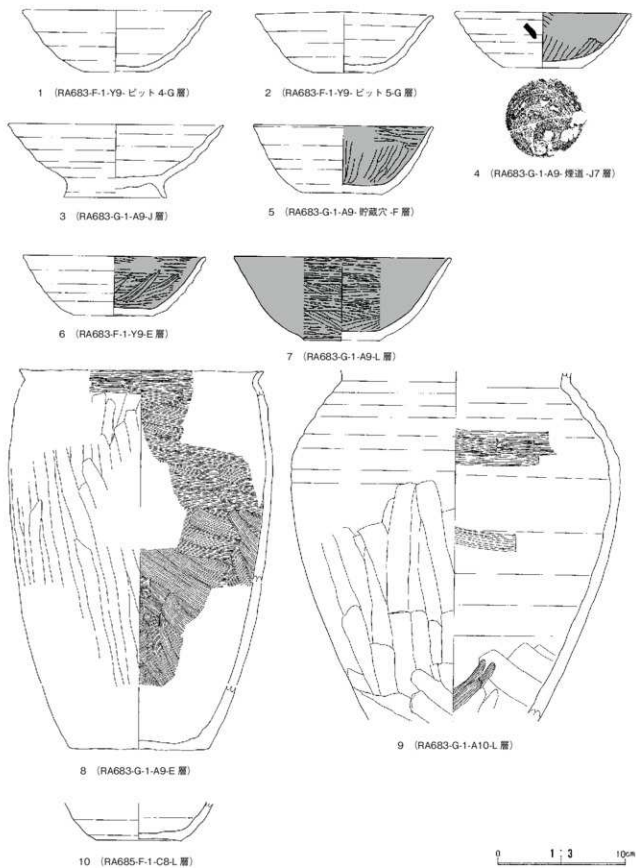 1 (RA683-F-1-Y9- ピット 4-G 層)
2 (RA683-F-1-Y9- ピット 5-G 層)
3 (RA683-G-1-A9-J 層)
4 (RA683-G-1-A9- 煙道 -J7 層)
5 (RA683-G-1-A9- 貯蔵穴 -F 層)
6 (RA683-F-1-Y9-E 層)
7 (RA683-G-1-A9-L 層)
8 (RA683-G-1-A9-E 層)
9 (RA683-G-1-A10-L 層)
10 (RA685-F-1-C8-L 層)
0 1:3 10cm